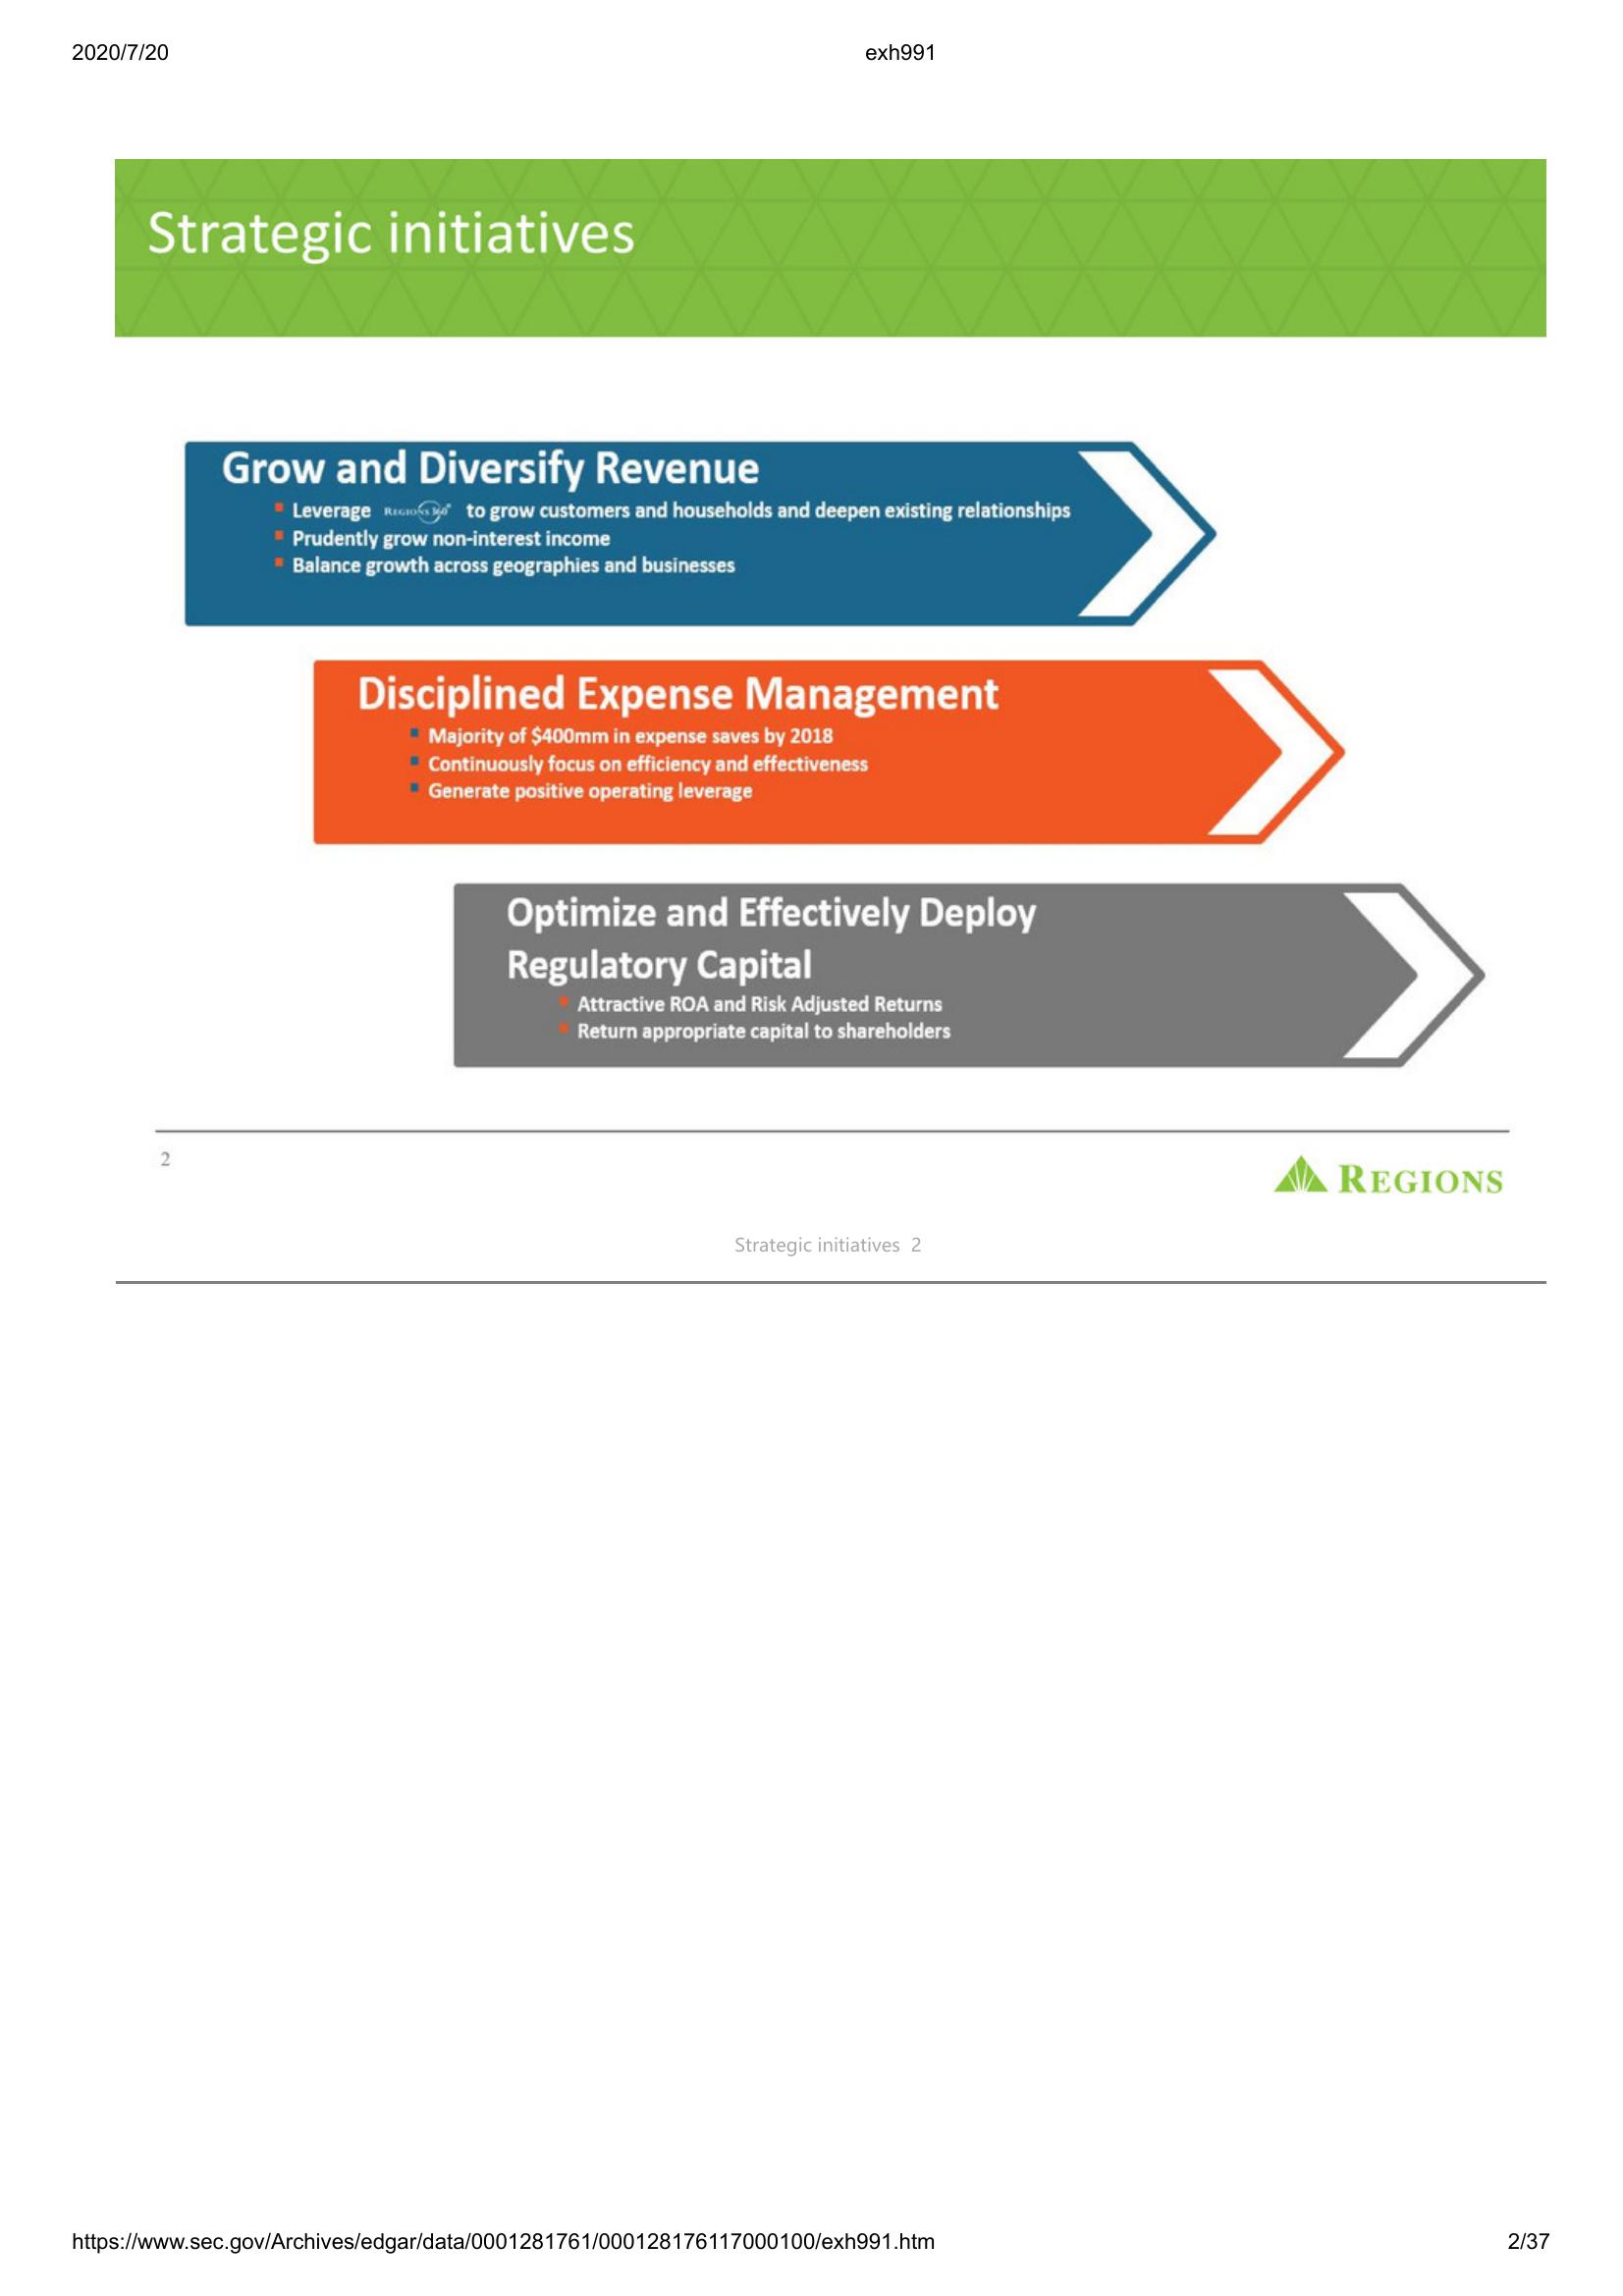 2020/7/20 exh991
Strategic initiatives
Grow and Diversify Revenue
Leverage REGIONS 360° to grow customers and households and deepen existing relationships
Prudently grow non-interest income
Balance growth across geographies and businesses
Disciplined Expense Management
Majority of $400mm in expense saves by 2018
Continuously focus on efficiency and effectiveness
Generate positive operating leverage
Optimize and Effectively Deploy
Regulatory Capital
Attractive ROA and Risk Adjusted Returns
Return appropriate capital to shareholders
2
REGIONS
Strategic initiatives 2
https://www.sec.gov/Archives/edgar/data/0001281761/000128176117000100/exh991.htm 2/37